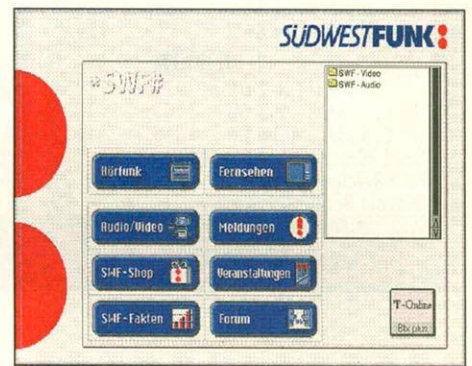 SÜDWESTFUNK
*SWF#
SWF-Video
SWF-Audio
Hörfunk
Fernsehen
Audio/Video
Meldungen
SWF-Shop
Veranstaltungen
SWF-Fakten
Forum
T-Online
Btx plus